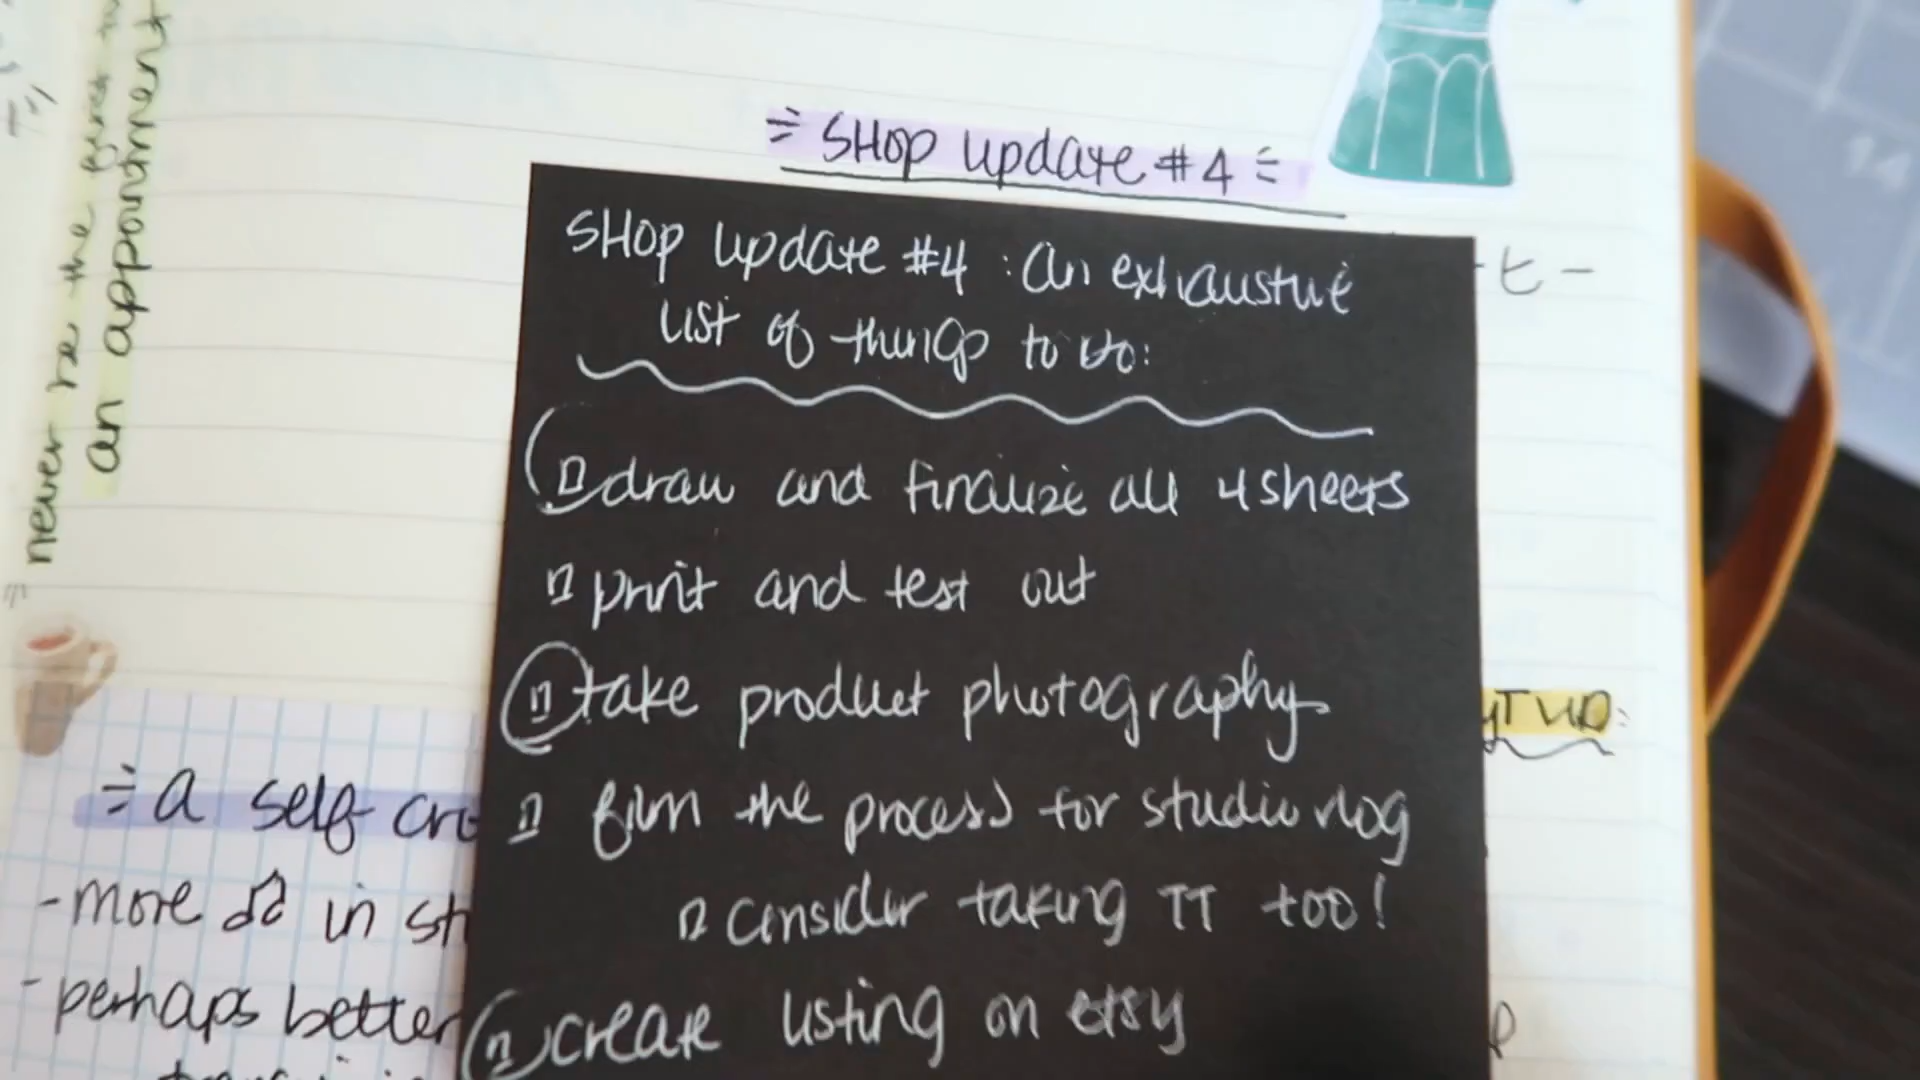 never be the
an appointment
SHOP update #4
SHOP update #4 : an exhaustive
list of things to do:
draw and finalize all 4 sheets
print and test out
take product photography
film the process for studio vlog
consider taking TT too!
create listing on etsy
a self
- more in
- perhaps better
14